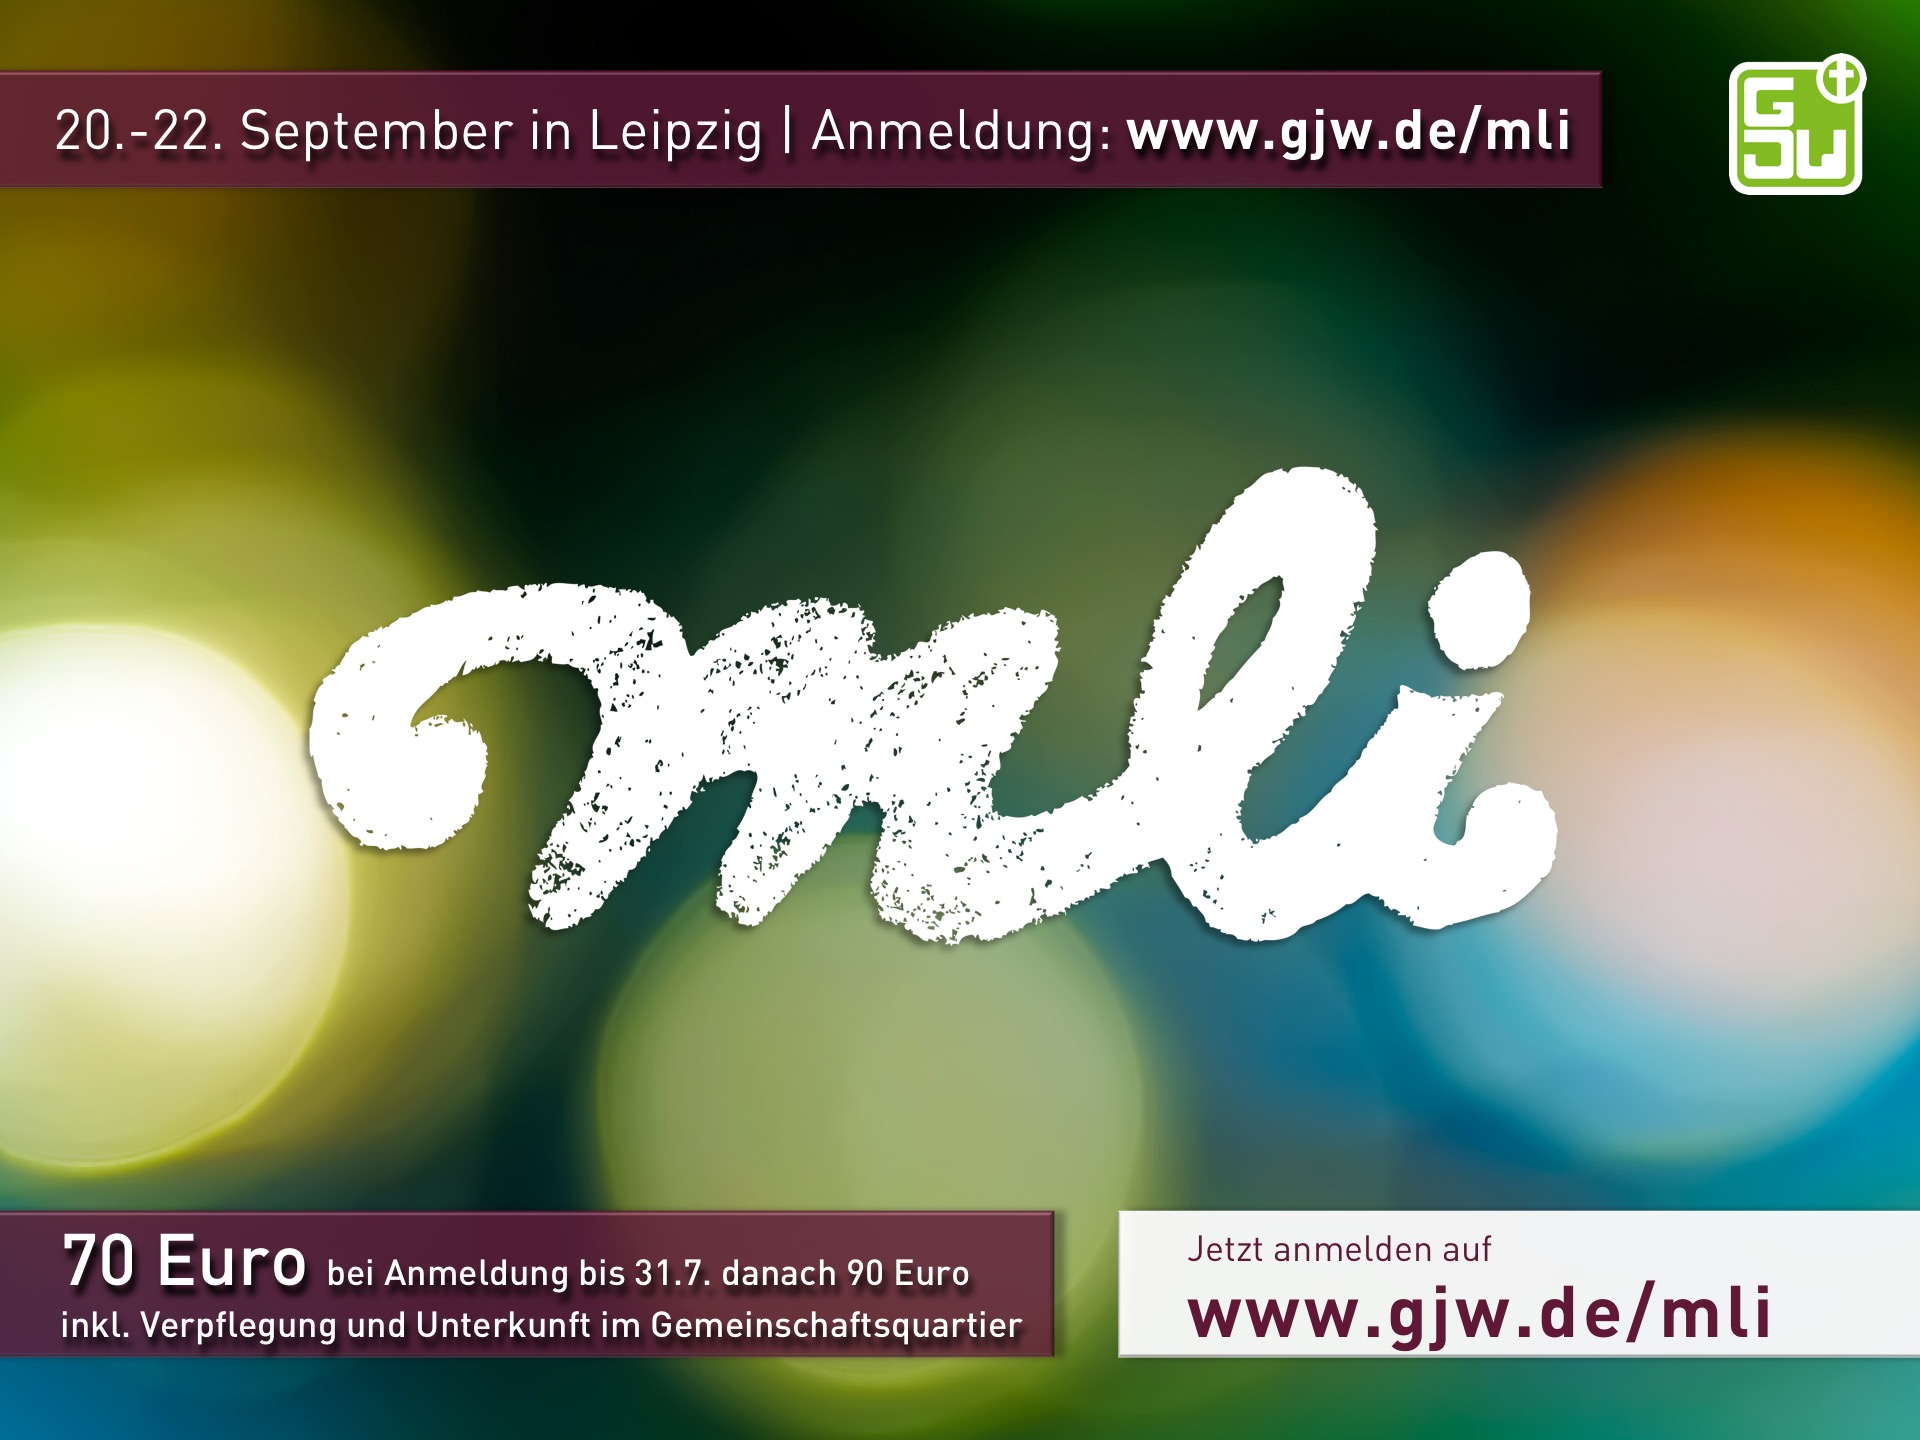 20.-22. September in Leipzig | Anmeldung: www.gjw.de/mli
GJW
mli
70 Euro bei Anmeldung bis 31.7. danach 90 Euro
inkl. Verpflegung und Unterkunft im Gemeinschaftsquartier
Jetzt anmelden auf
www.gjw.de/mli